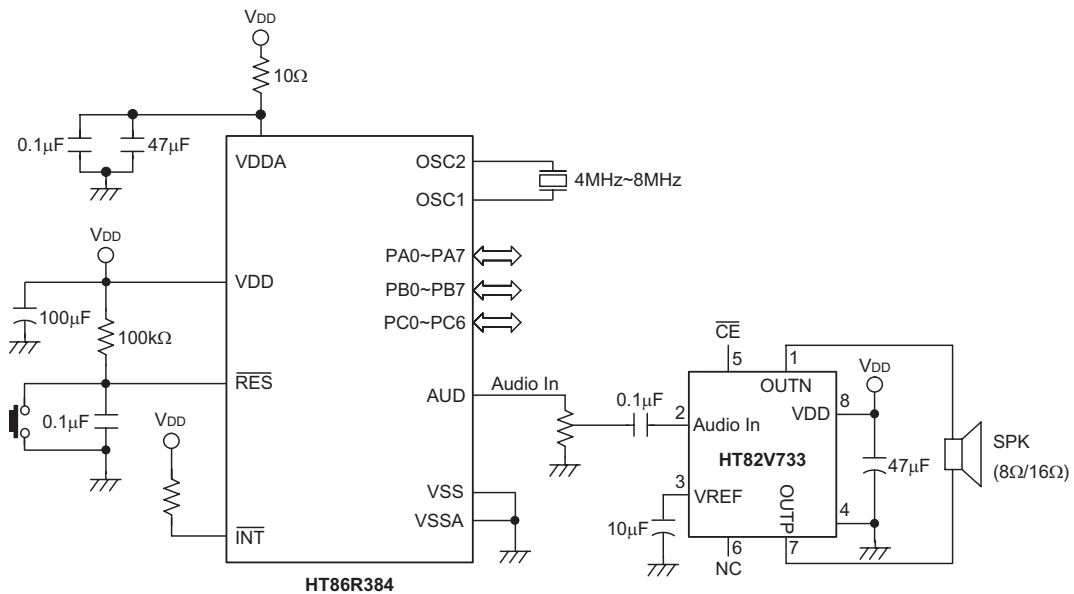 VDD
10Ω
0.1μF
47μF
VDDA
OSC2
4MHz~8MHz
OSC1
VDD
PA0~PA7
VDD
PB0~PB7
100μF
PC0~PC6
100kΩ
CE
5
1
OUTN
VDD
RES
AUD
Audio In
0.1μF
0.1μF
2
Audio In
VDD
8
VDD
HT82V733
SPK
(8Ω/16Ω)
47μF
3
VREF
OUTP
4
VSS
VSSA
10μF
INT
6
NC
7
HT86R384